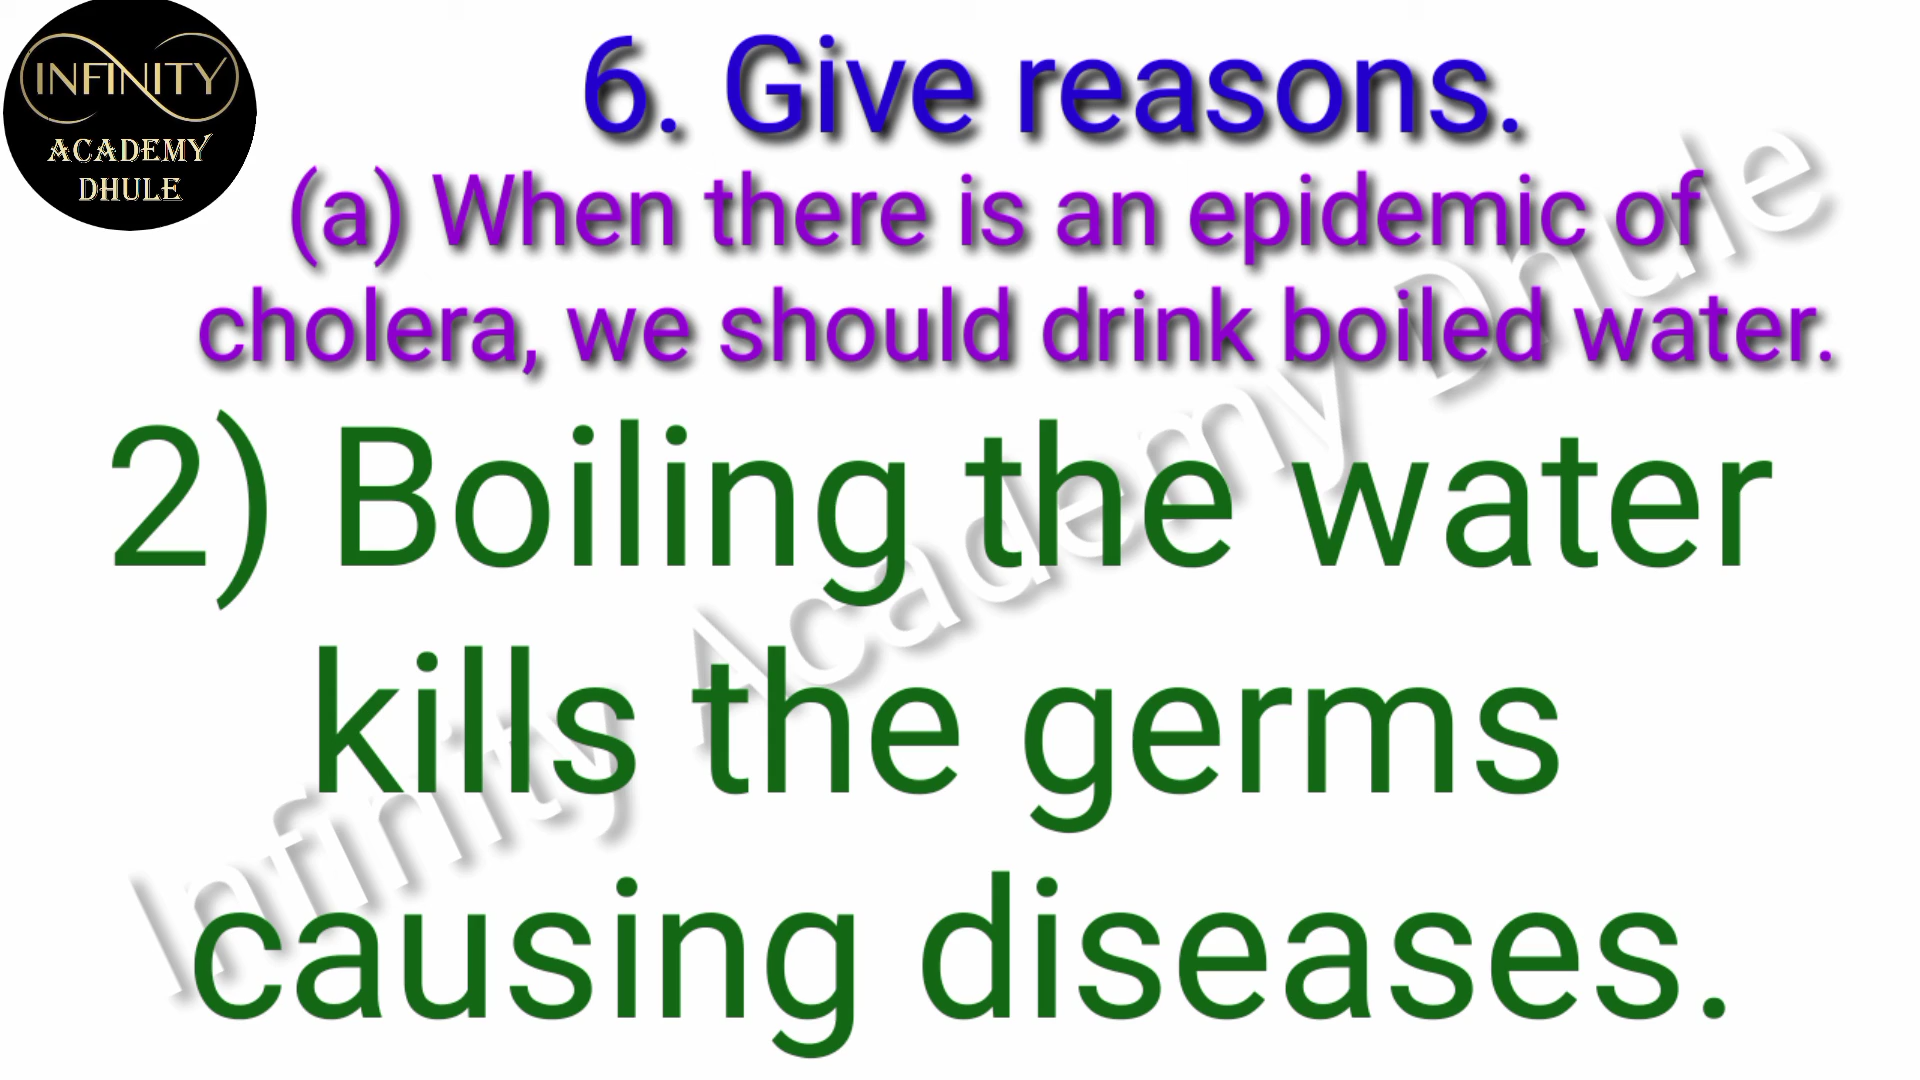 INFINITY
ACADEMY
DHULE
6. Give reasons.
(a) When there is an epidemic of
cholera, we should drink boiled water.
2) Boiling the water
kills the germs
causing diseases.
Infinity Academy Dhule